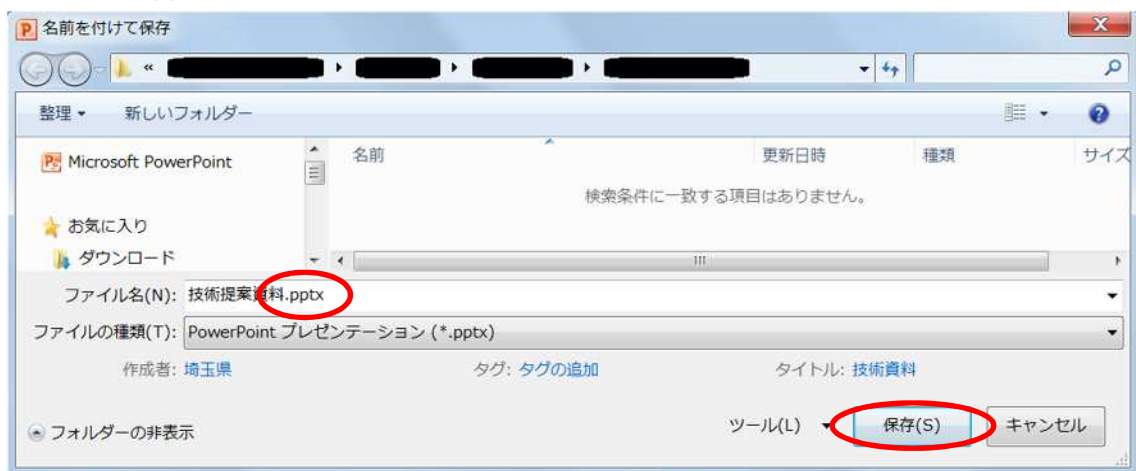 名前を付けて保存
«
整理 新しいフォルダー
Microsoft PowerPoint 名前 更新日時 種類 サイズ
検索条件に一致する項目はありません。
お気に入り
ダウンロード
ファイル名(N): 技術提案資料.pptx
ファイルの種類(T): PowerPoint プレゼンテーション (*.pptx)
作成者: 埼玉県 タグ: タグの追加 タイトル: 技術資料
フォルダーの非表示 ツール(L) 保存(S) キャンセル